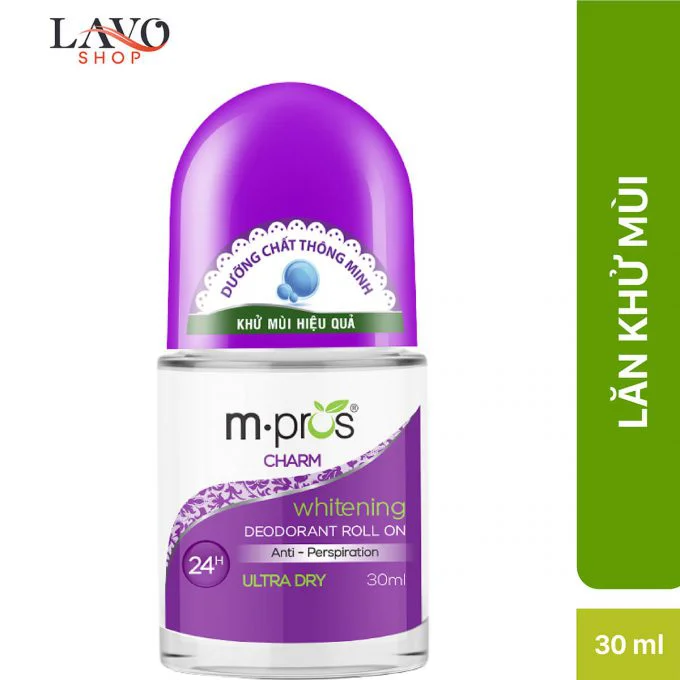 LAVO
SHOP
DƯỠNG CHẤT THÔNG MINH
KHỬ MÙI HIỆU QUẢ
m·pros®
CHARM
whitening
DEODORANT ROLL ON
Anti - Perspiration
24H
ULTRA DRY
30ml
LĂN KHỬ MÙI
30 ml